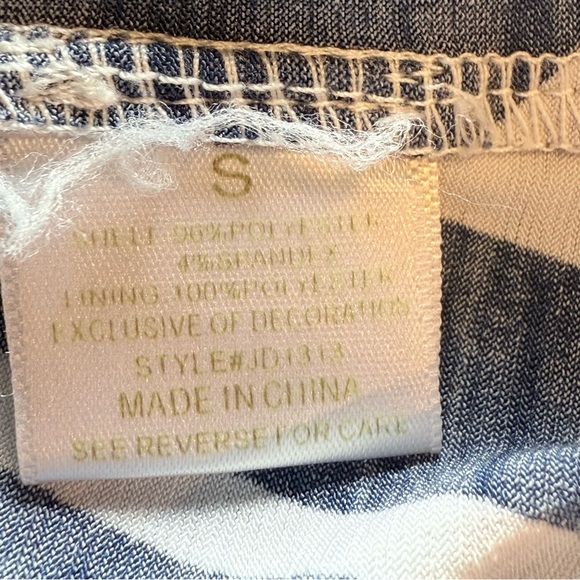 S
SHELL 96%POLYESTER
4%SPANDEX
LINING 100%POLYESTER
EXCLUSIVE OF DECORATION
STYLE#JD1313
MADE IN CHINA
SEE REVERSE FOR CARE